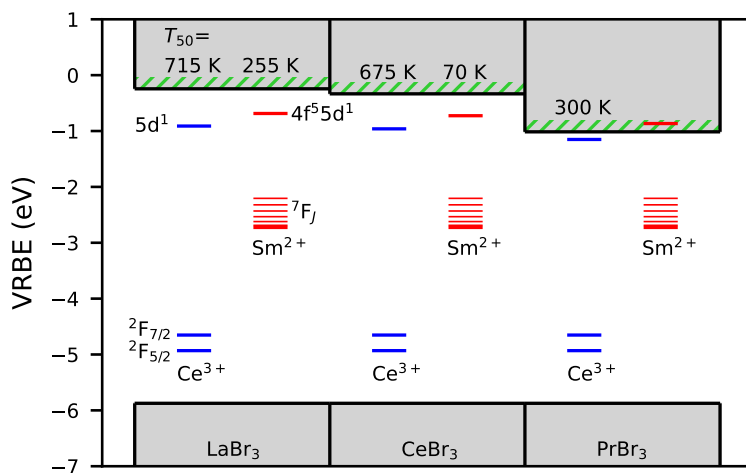 1
0
−1
−2
−3
−4
−5
−6
−7
VRBE (eV)
T₅₀=
715 K 255 K 675 K 70 K 300 K
5d¹ 4f⁵5d¹
⁷F_J
Sm²⁺ Sm²⁺ Sm²⁺
²F₇/₂
²F₅/₂
Ce³⁺ Ce³⁺ Ce³⁺
LaBr₃ CeBr₃ PrBr₃